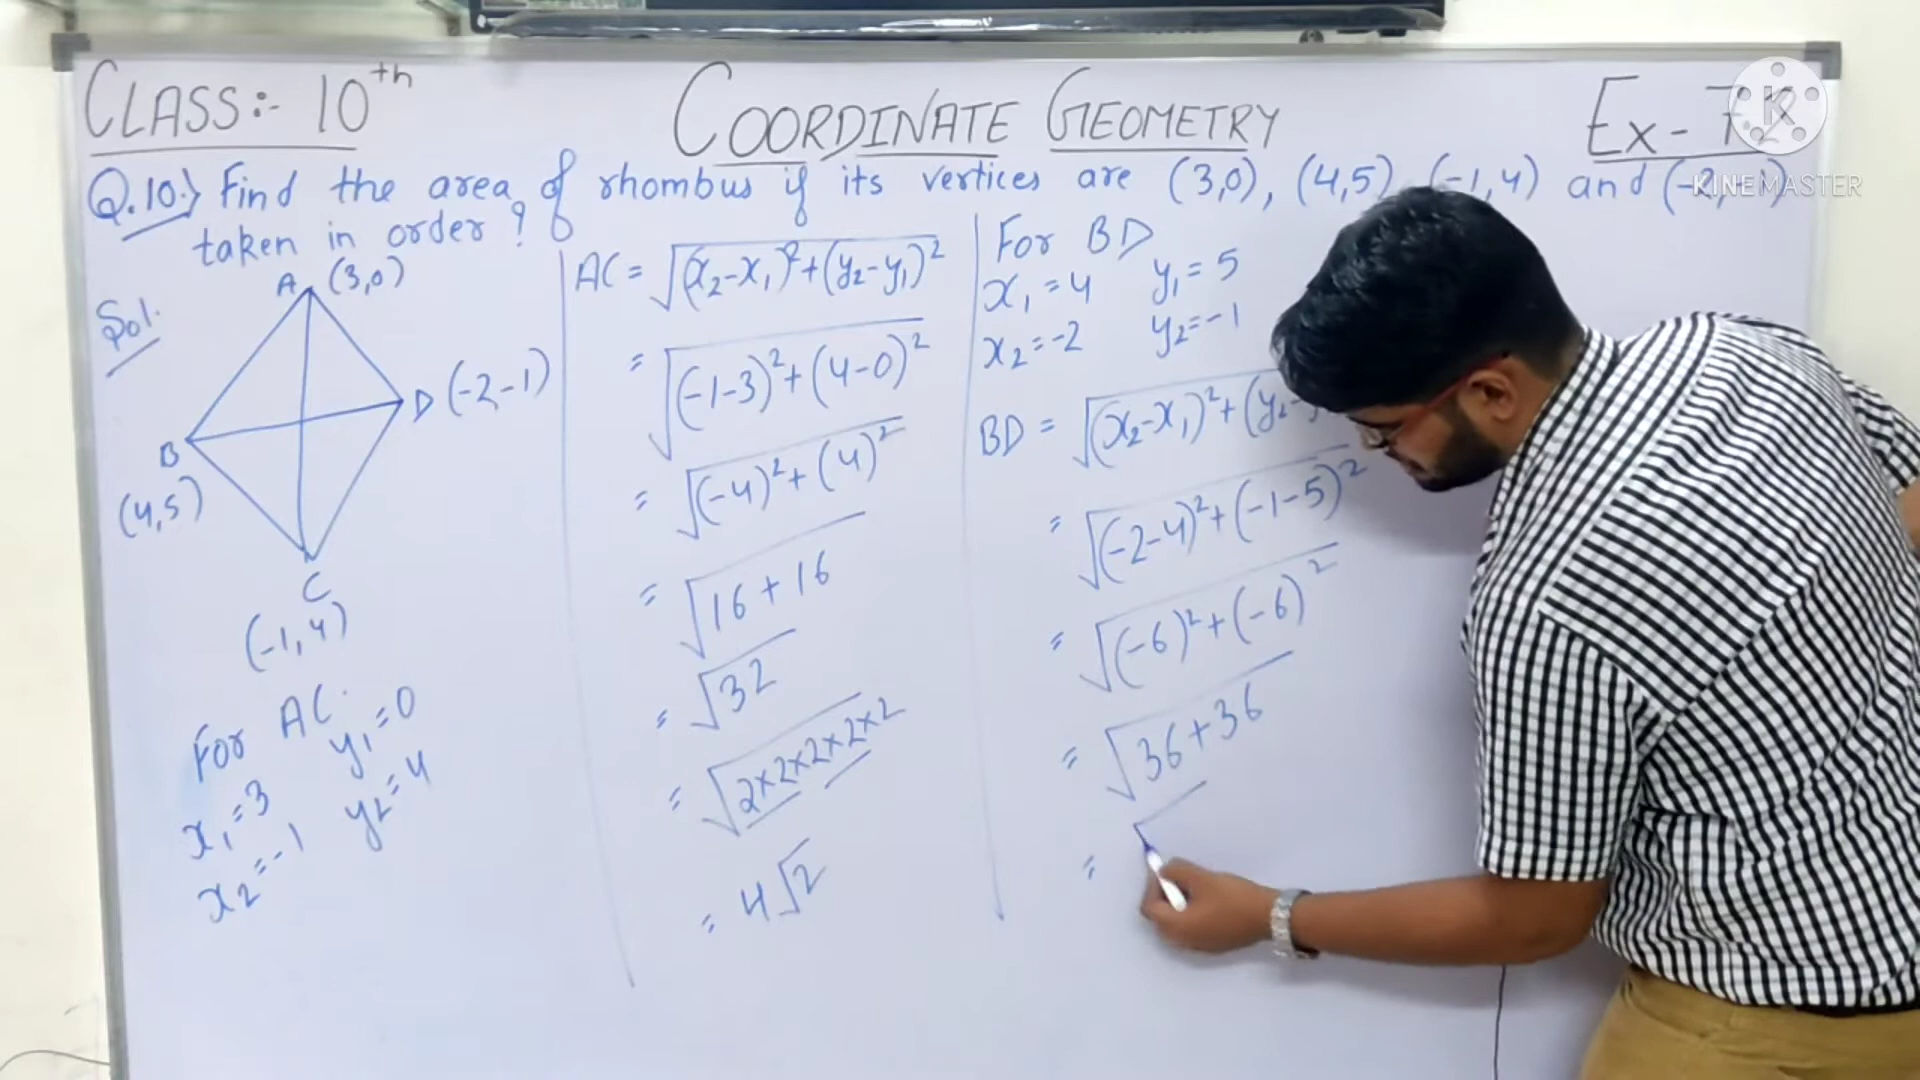 CLASS:- 10th
COORDINATE GEOMETRY
Ex-7.2
K
KINEMASTER
Q.10:) Find the area of rhombus if its vertices are (3,0), (4,5), (-1,4) and (-2,-1)
taken in order?
Sol.
A (3,0)
D (-2,-1)
B
(4,5)
C
(-1,4)
For AC.
x₁=3 y₁=0
x₂=-1 y₂=4
AC = √(x₂-x₁)²+(y₂-y₁)²
= √(-1-3)²+(4-0)²
= √(-4)²+(4)²
= √16+16
= √32
= √2×2×2×2×2
= 4√2
For BD
x₁=4 y₁=5
x₂=-2 y₂=-1
BD = √(x₂-x₁)²+(y₂-
= √(-2-4)²+(-1-5)²
= √(-6)²+(-6)²
= √36+36
= √